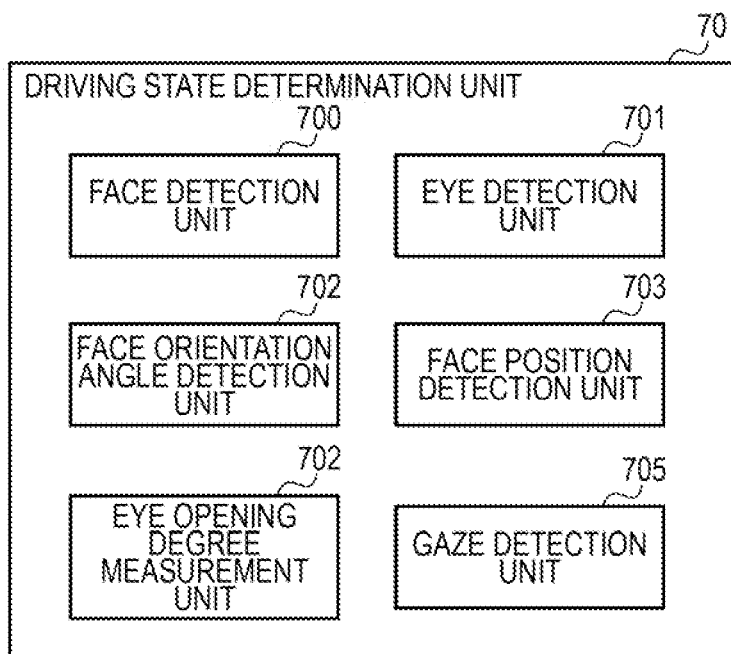 70
DRIVING STATE DETERMINATION UNIT
700
FACE DETECTION
UNIT
701
EYE DETECTION
UNIT
702
FACE ORIENTATION
ANGLE DETECTION
UNIT
703
FACE POSITION
DETECTION UNIT
702
EYE OPENING
DEGREE
MEASUREMENT
UNIT
705
GAZE DETECTION
UNIT